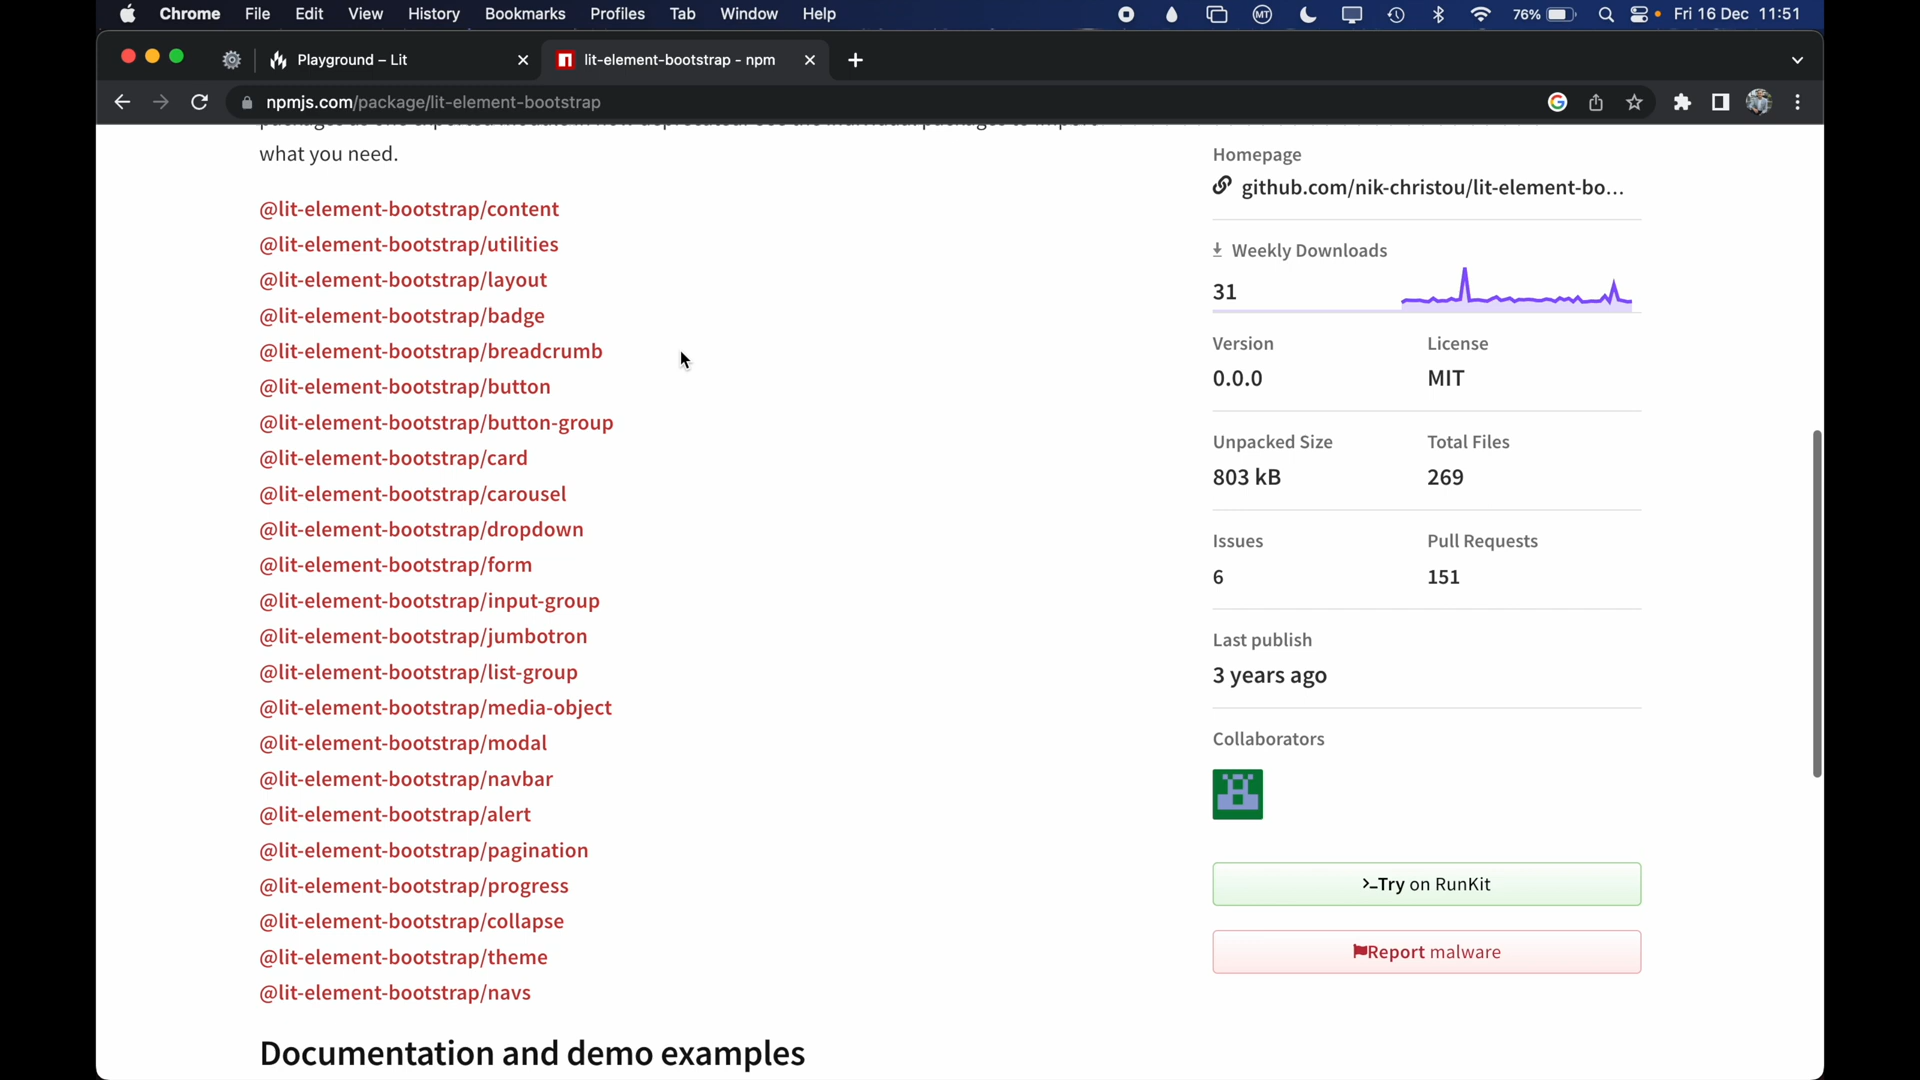 Chrome File Edit View History Bookmarks Profiles Tab Window Help MT 76% Fri 16 Dec 11:51
Playground – Lit
lit-element-bootstrap - npm
npmjs.com/package/lit-element-bootstrap
what you need.
@lit-element-bootstrap/content
@lit-element-bootstrap/utilities
@lit-element-bootstrap/layout
@lit-element-bootstrap/badge
@lit-element-bootstrap/breadcrumb
@lit-element-bootstrap/button
@lit-element-bootstrap/button-group
@lit-element-bootstrap/card
@lit-element-bootstrap/carousel
@lit-element-bootstrap/dropdown
@lit-element-bootstrap/form
@lit-element-bootstrap/input-group
@lit-element-bootstrap/jumbotron
@lit-element-bootstrap/list-group
@lit-element-bootstrap/media-object
@lit-element-bootstrap/modal
@lit-element-bootstrap/navbar
@lit-element-bootstrap/alert
@lit-element-bootstrap/pagination
@lit-element-bootstrap/progress
@lit-element-bootstrap/collapse
@lit-element-bootstrap/theme
@lit-element-bootstrap/navs
Documentation and demo examples
Homepage
github.com/nik-christou/lit-element-bo...
Weekly Downloads
31
Version License
0.0.0 MIT
Unpacked Size Total Files
803 kB 269
Issues Pull Requests
6 151
Last publish
3 years ago
Collaborators
Try on RunKit
Report malware